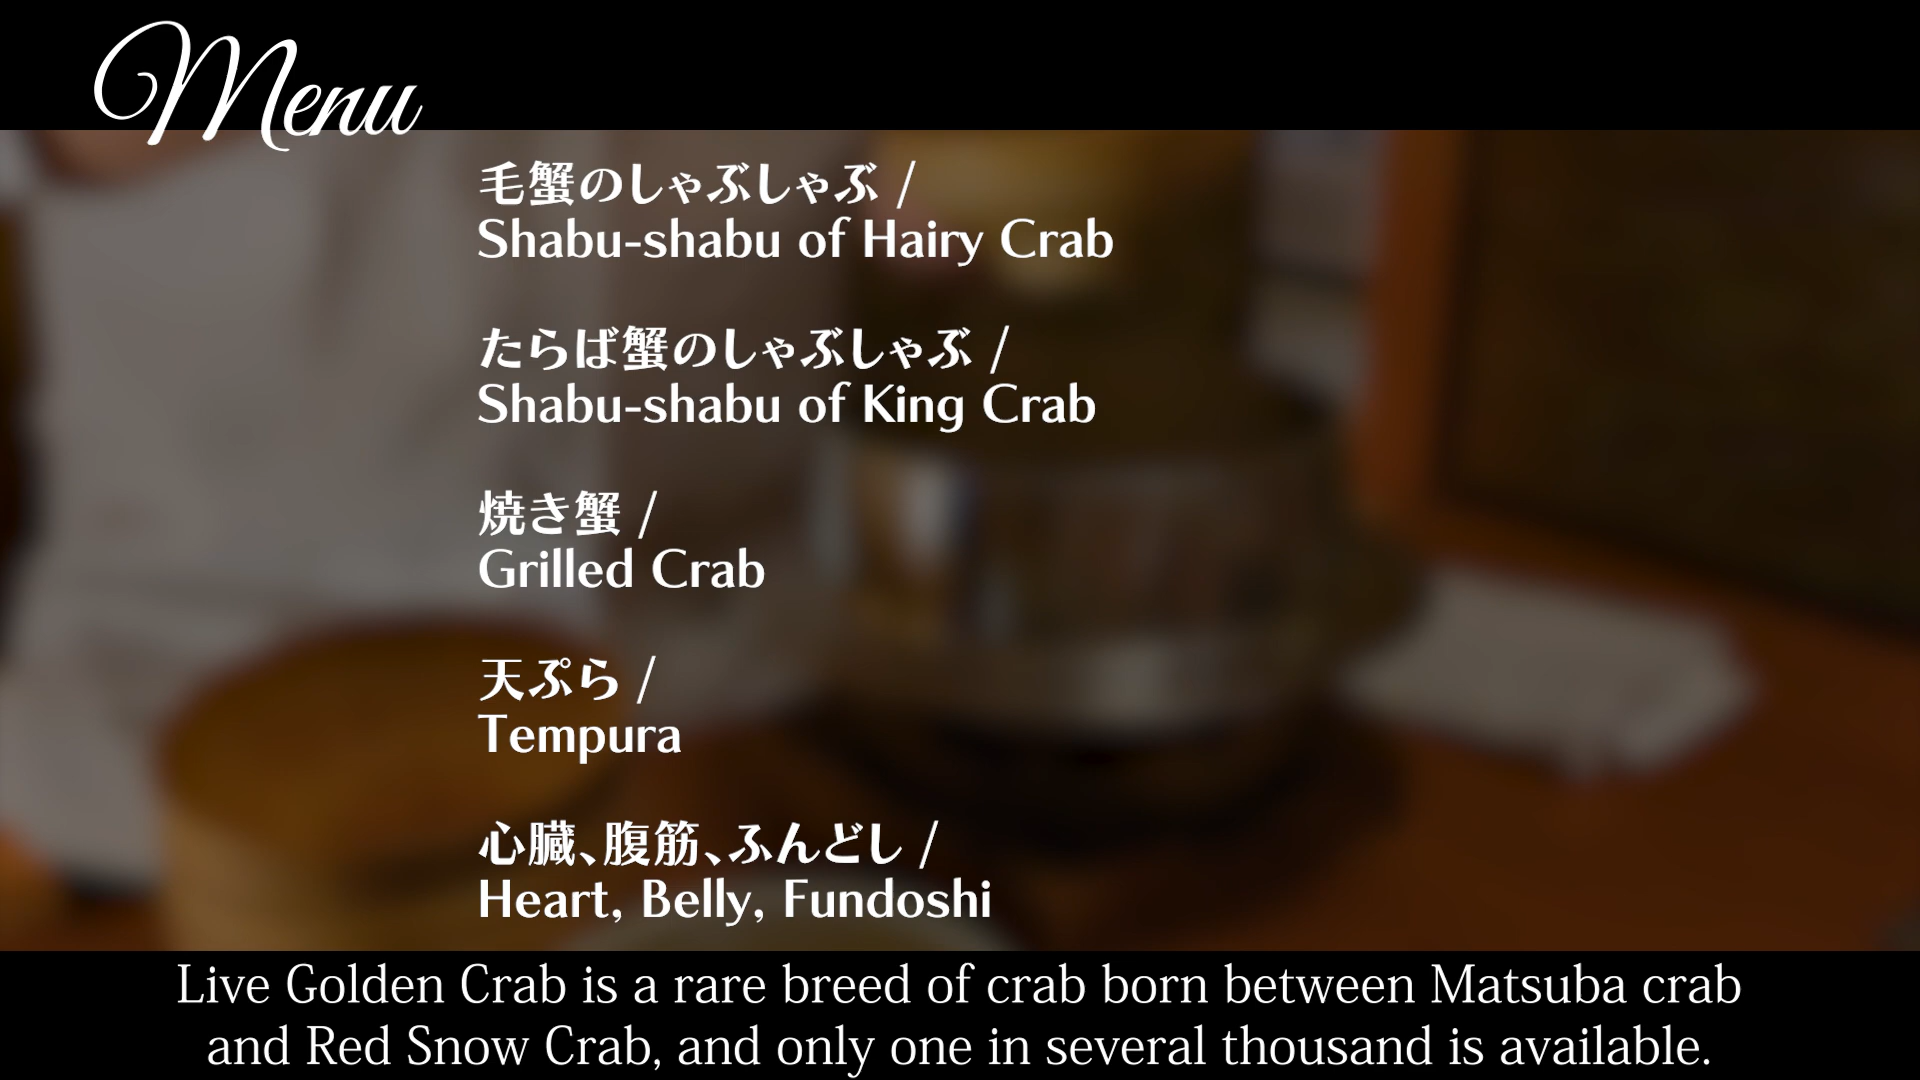 Menu
毛蟹のしゃぶしゃぶ /
Shabu-shabu of Hairy Crab
たらば蟹のしゃぶしゃぶ /
Shabu-shabu of King Crab
焼き蟹 /
Grilled Crab
天ぷら /
Tempura
心臓、腹筋、ふんどし /
Heart, Belly, Fundoshi
Live Golden Crab is a rare breed of crab born between Matsuba crab
and Red Snow Crab, and only one in several thousand is available.